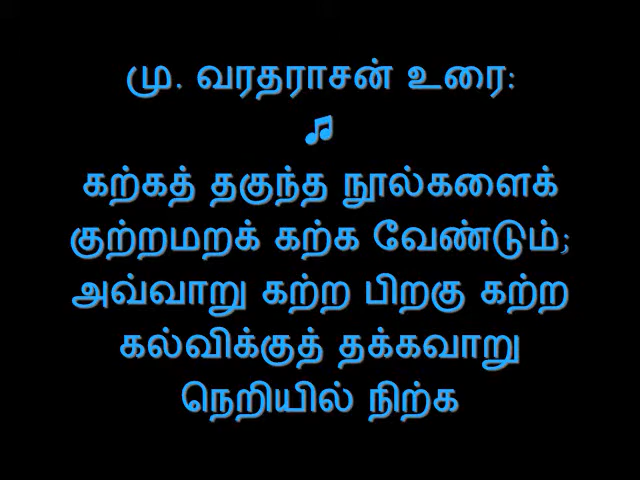 மு. வரதராசன் உரை:
♫
கற்கத் தகுந்த நூல்களைக்
குற்றமறக் கற்க வேண்டும்;
அவ்வாறு கற்ற பிறகு கற்ற
கல்விக்குத் தக்கவாறு
நெறியில் நிற்க